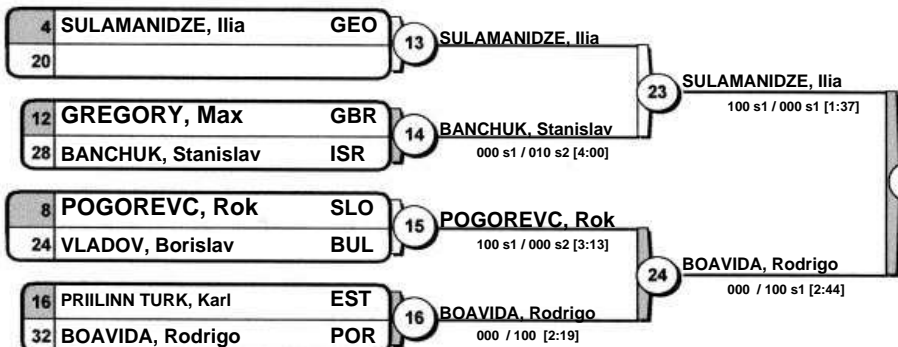 4 SULAMANIDZE, Ilia GEO
20
13
SULAMANIDZE, Ilia
12 GREGORY, Max GBR
28 BANCHUK, Stanislav ISR
14
BANCHUK, Stanislav
000 s1 / 010 s2 [4:00]
23
SULAMANIDZE, Ilia
100 s1 / 000 s1 [1:37]
8 POGOREVC, Rok SLO
24 VLADOV, Borislav BUL
15
POGOREVC, Rok
100 s1 / 000 s2 [3:13]
16 PRIILINN TURK, Karl EST
32 BOAVIDA, Rodrigo POR
16
BOAVIDA, Rodrigo
000 / 100 [2:19]
24
BOAVIDA, Rodrigo
000 / 100 s1 [2:44]